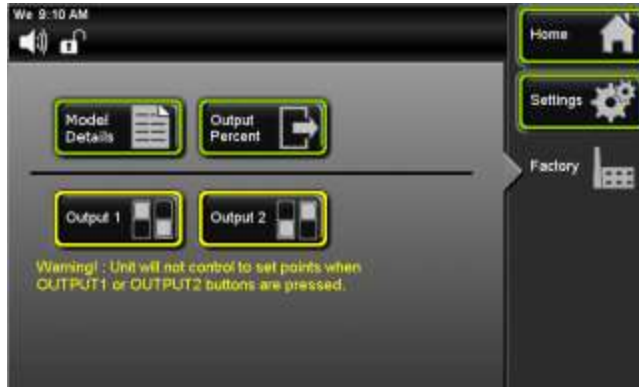 We 9:10 AM
Home
Settings
Factory
Model
Details
Output
Percent
Output 1
Output 2
Warning! : Unit will not control to set points when
OUTPUT1 or OUTPUT2 buttons are pressed.